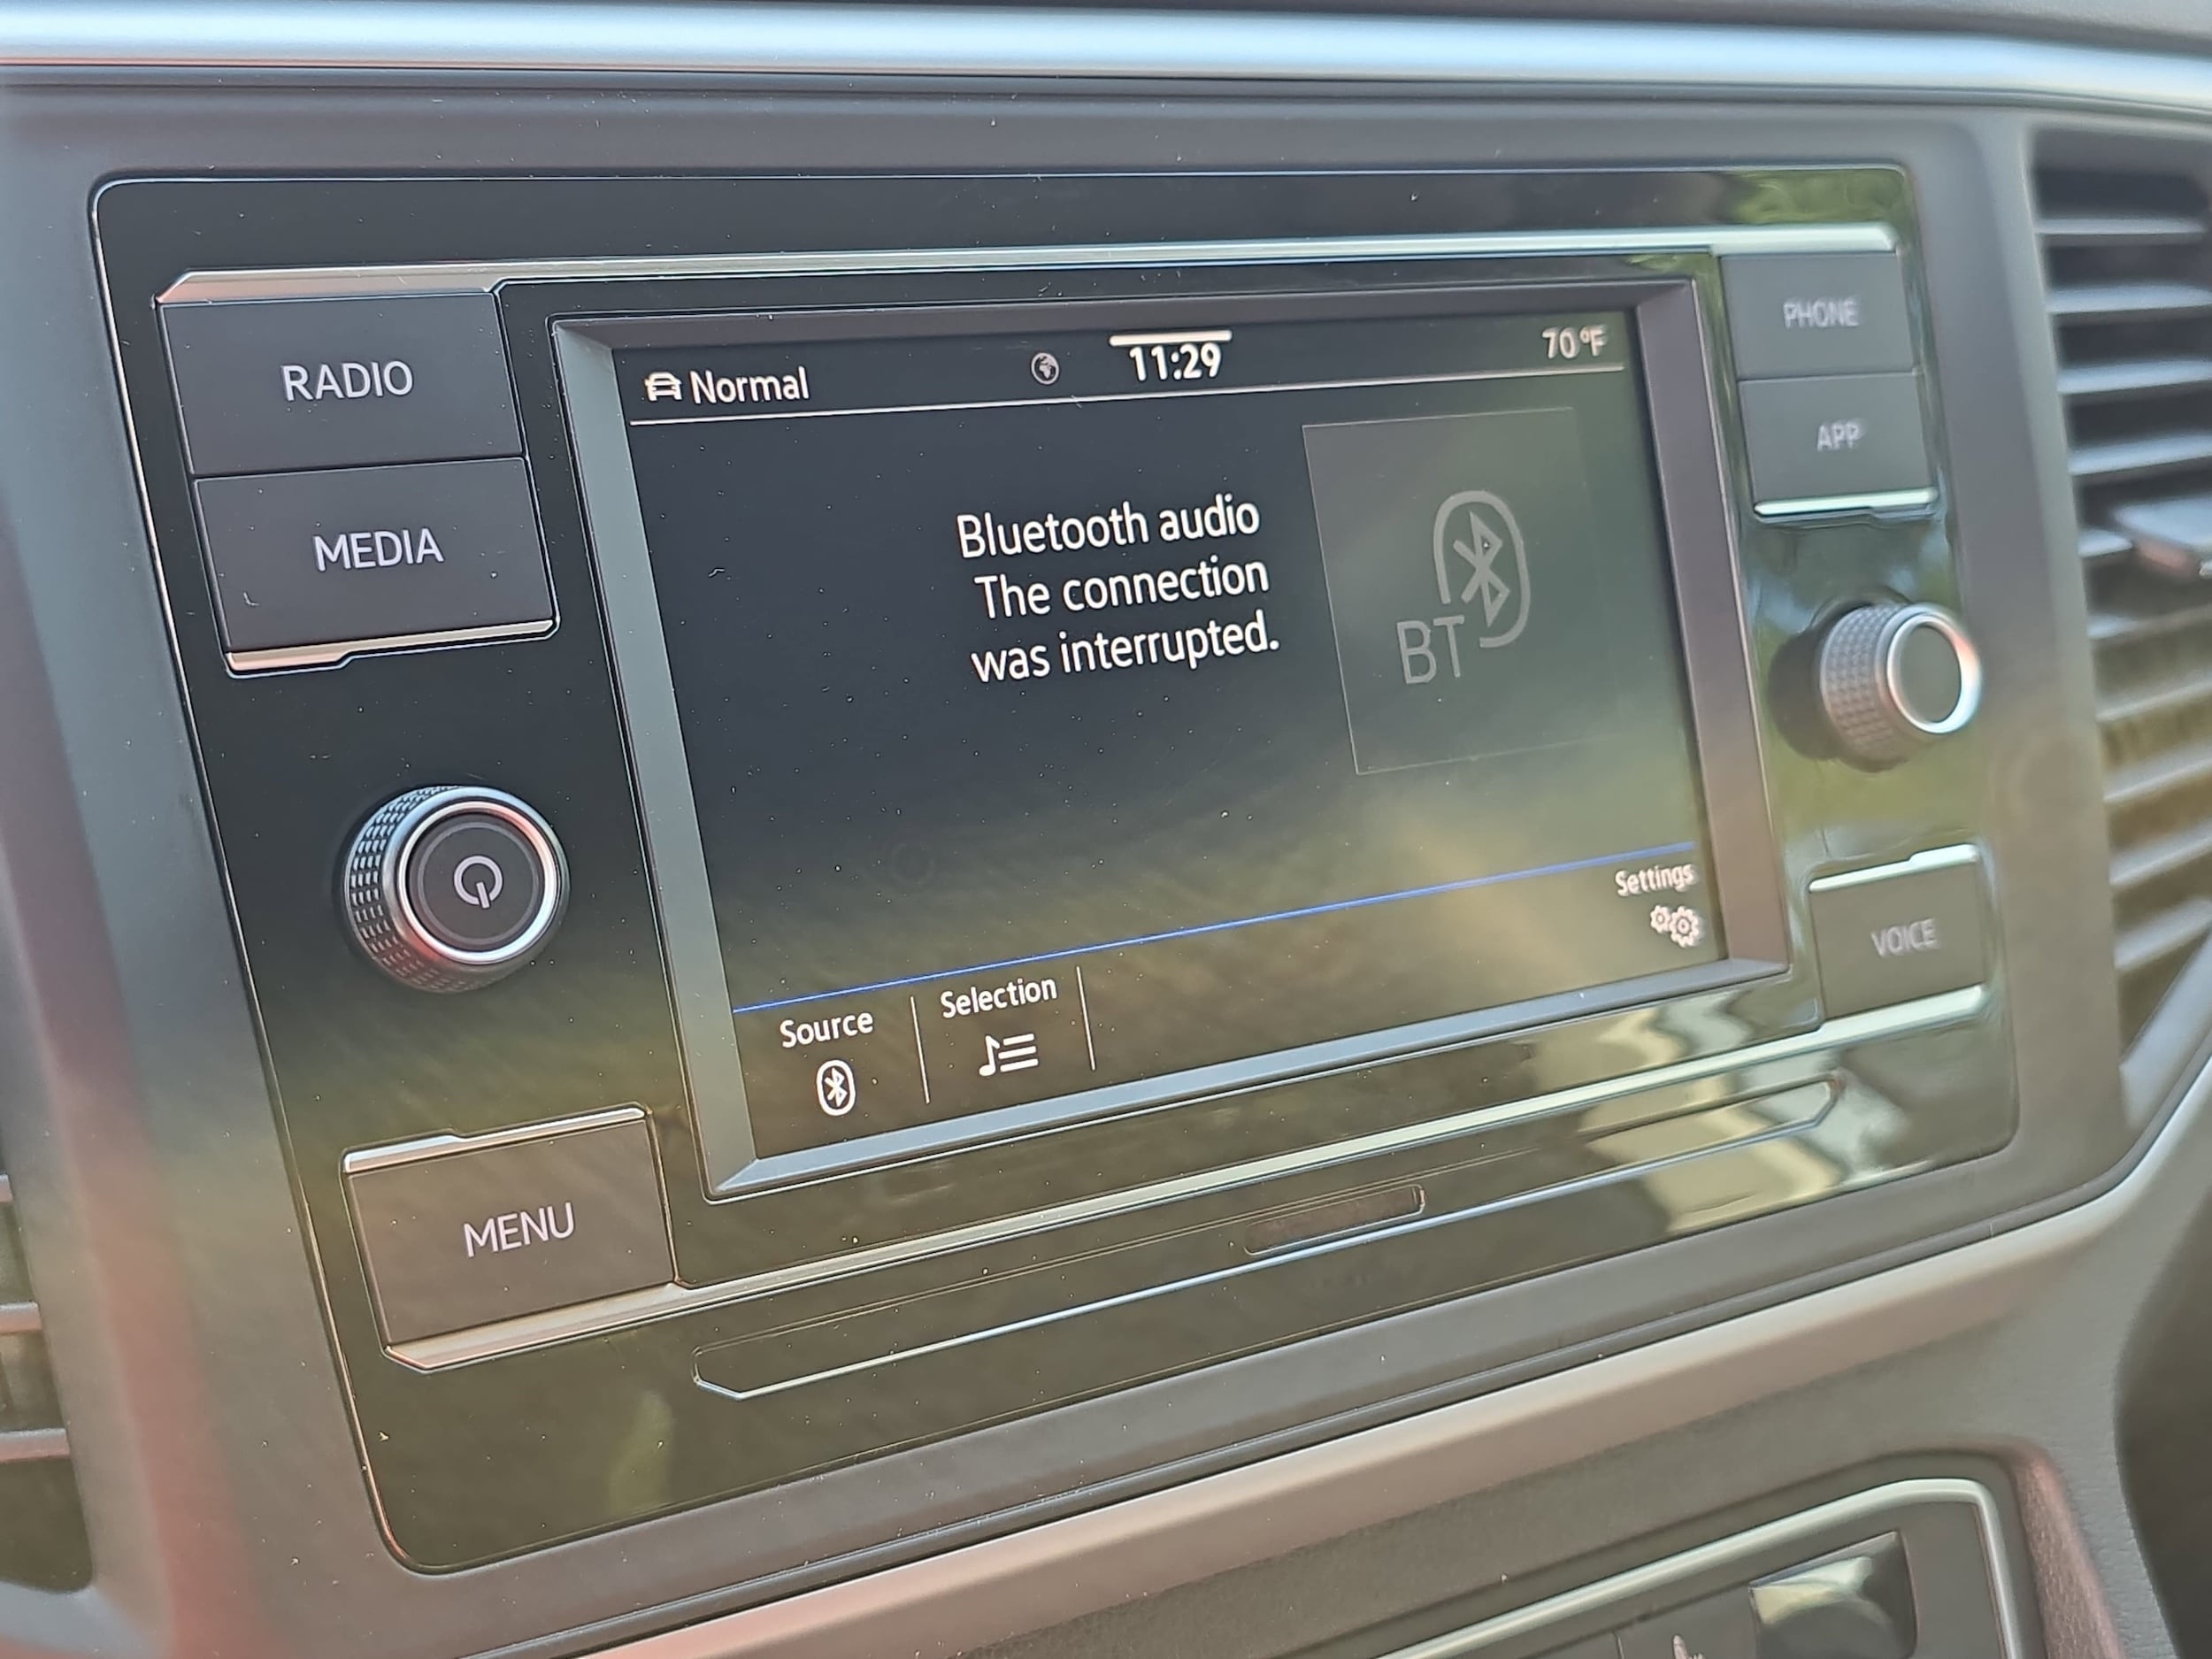 RADIO
MEDIA
MENU
Normal
11:29
70°F
Bluetooth audio
The connection
was interrupted.
BT
Settings
Source
Selection
PHONE
APP
VOICE